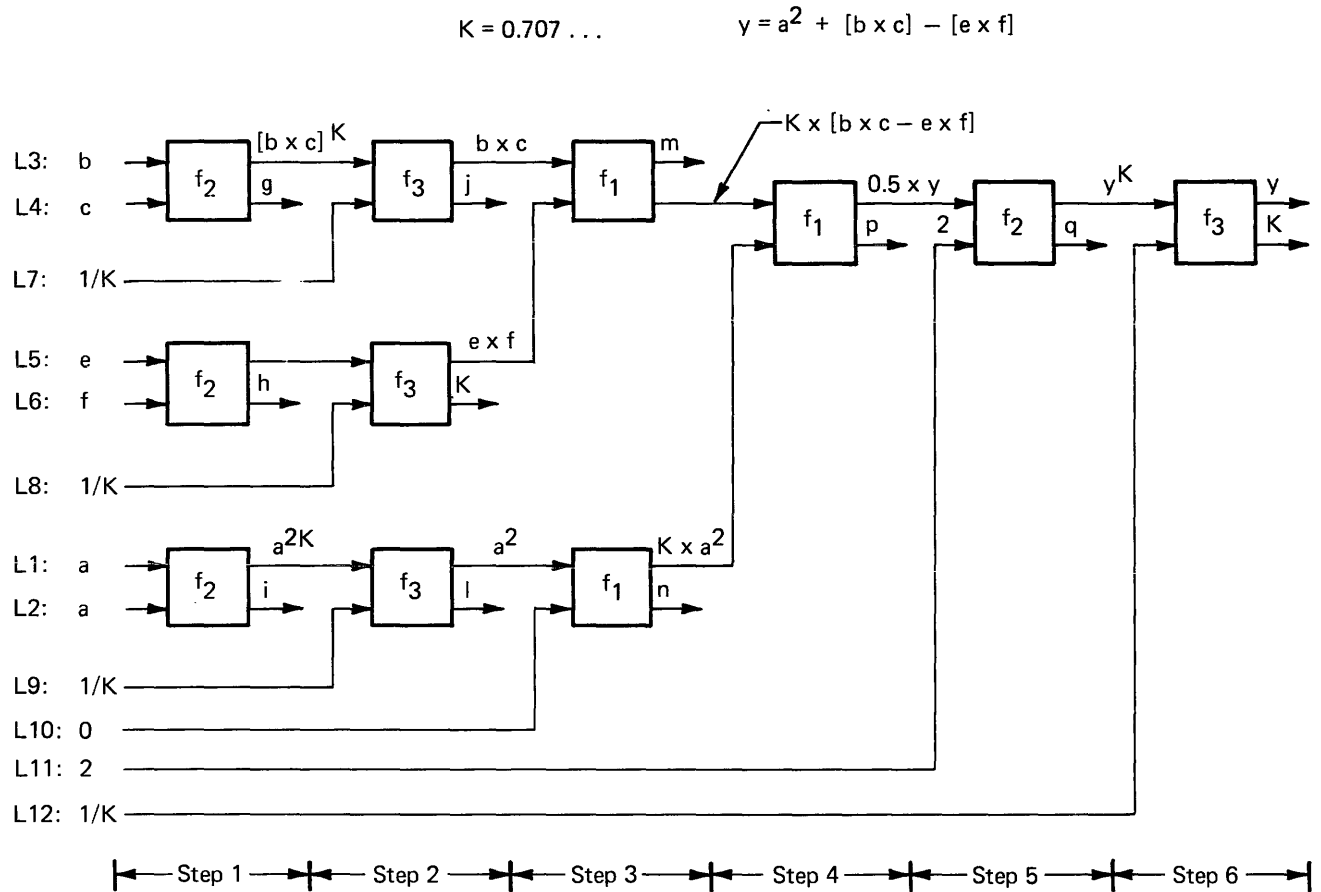 K = 0.707 . . .
y = a² + [b x c] – [e x f]
K x [b x c – e x f]
L3: b
f₂
[b x c]ᴷ
g
f₃
b x c
j
f₁
m
L4: c
f₁
0.5 x y
p
2
f₂
yᴷ
q
f₃
y
K
L7: 1/K
L5: e
f₂
h
f₃
e x f
K
L6: f
L8: 1/K
L1: a
f₂
a²ᴷ
i
f₃
a²
l
f₁
K x a²
n
L2: a
L9: 1/K
L10: 0
L11: 2
L12: 1/K
Step 1
Step 2
Step 3
Step 4
Step 5
Step 6